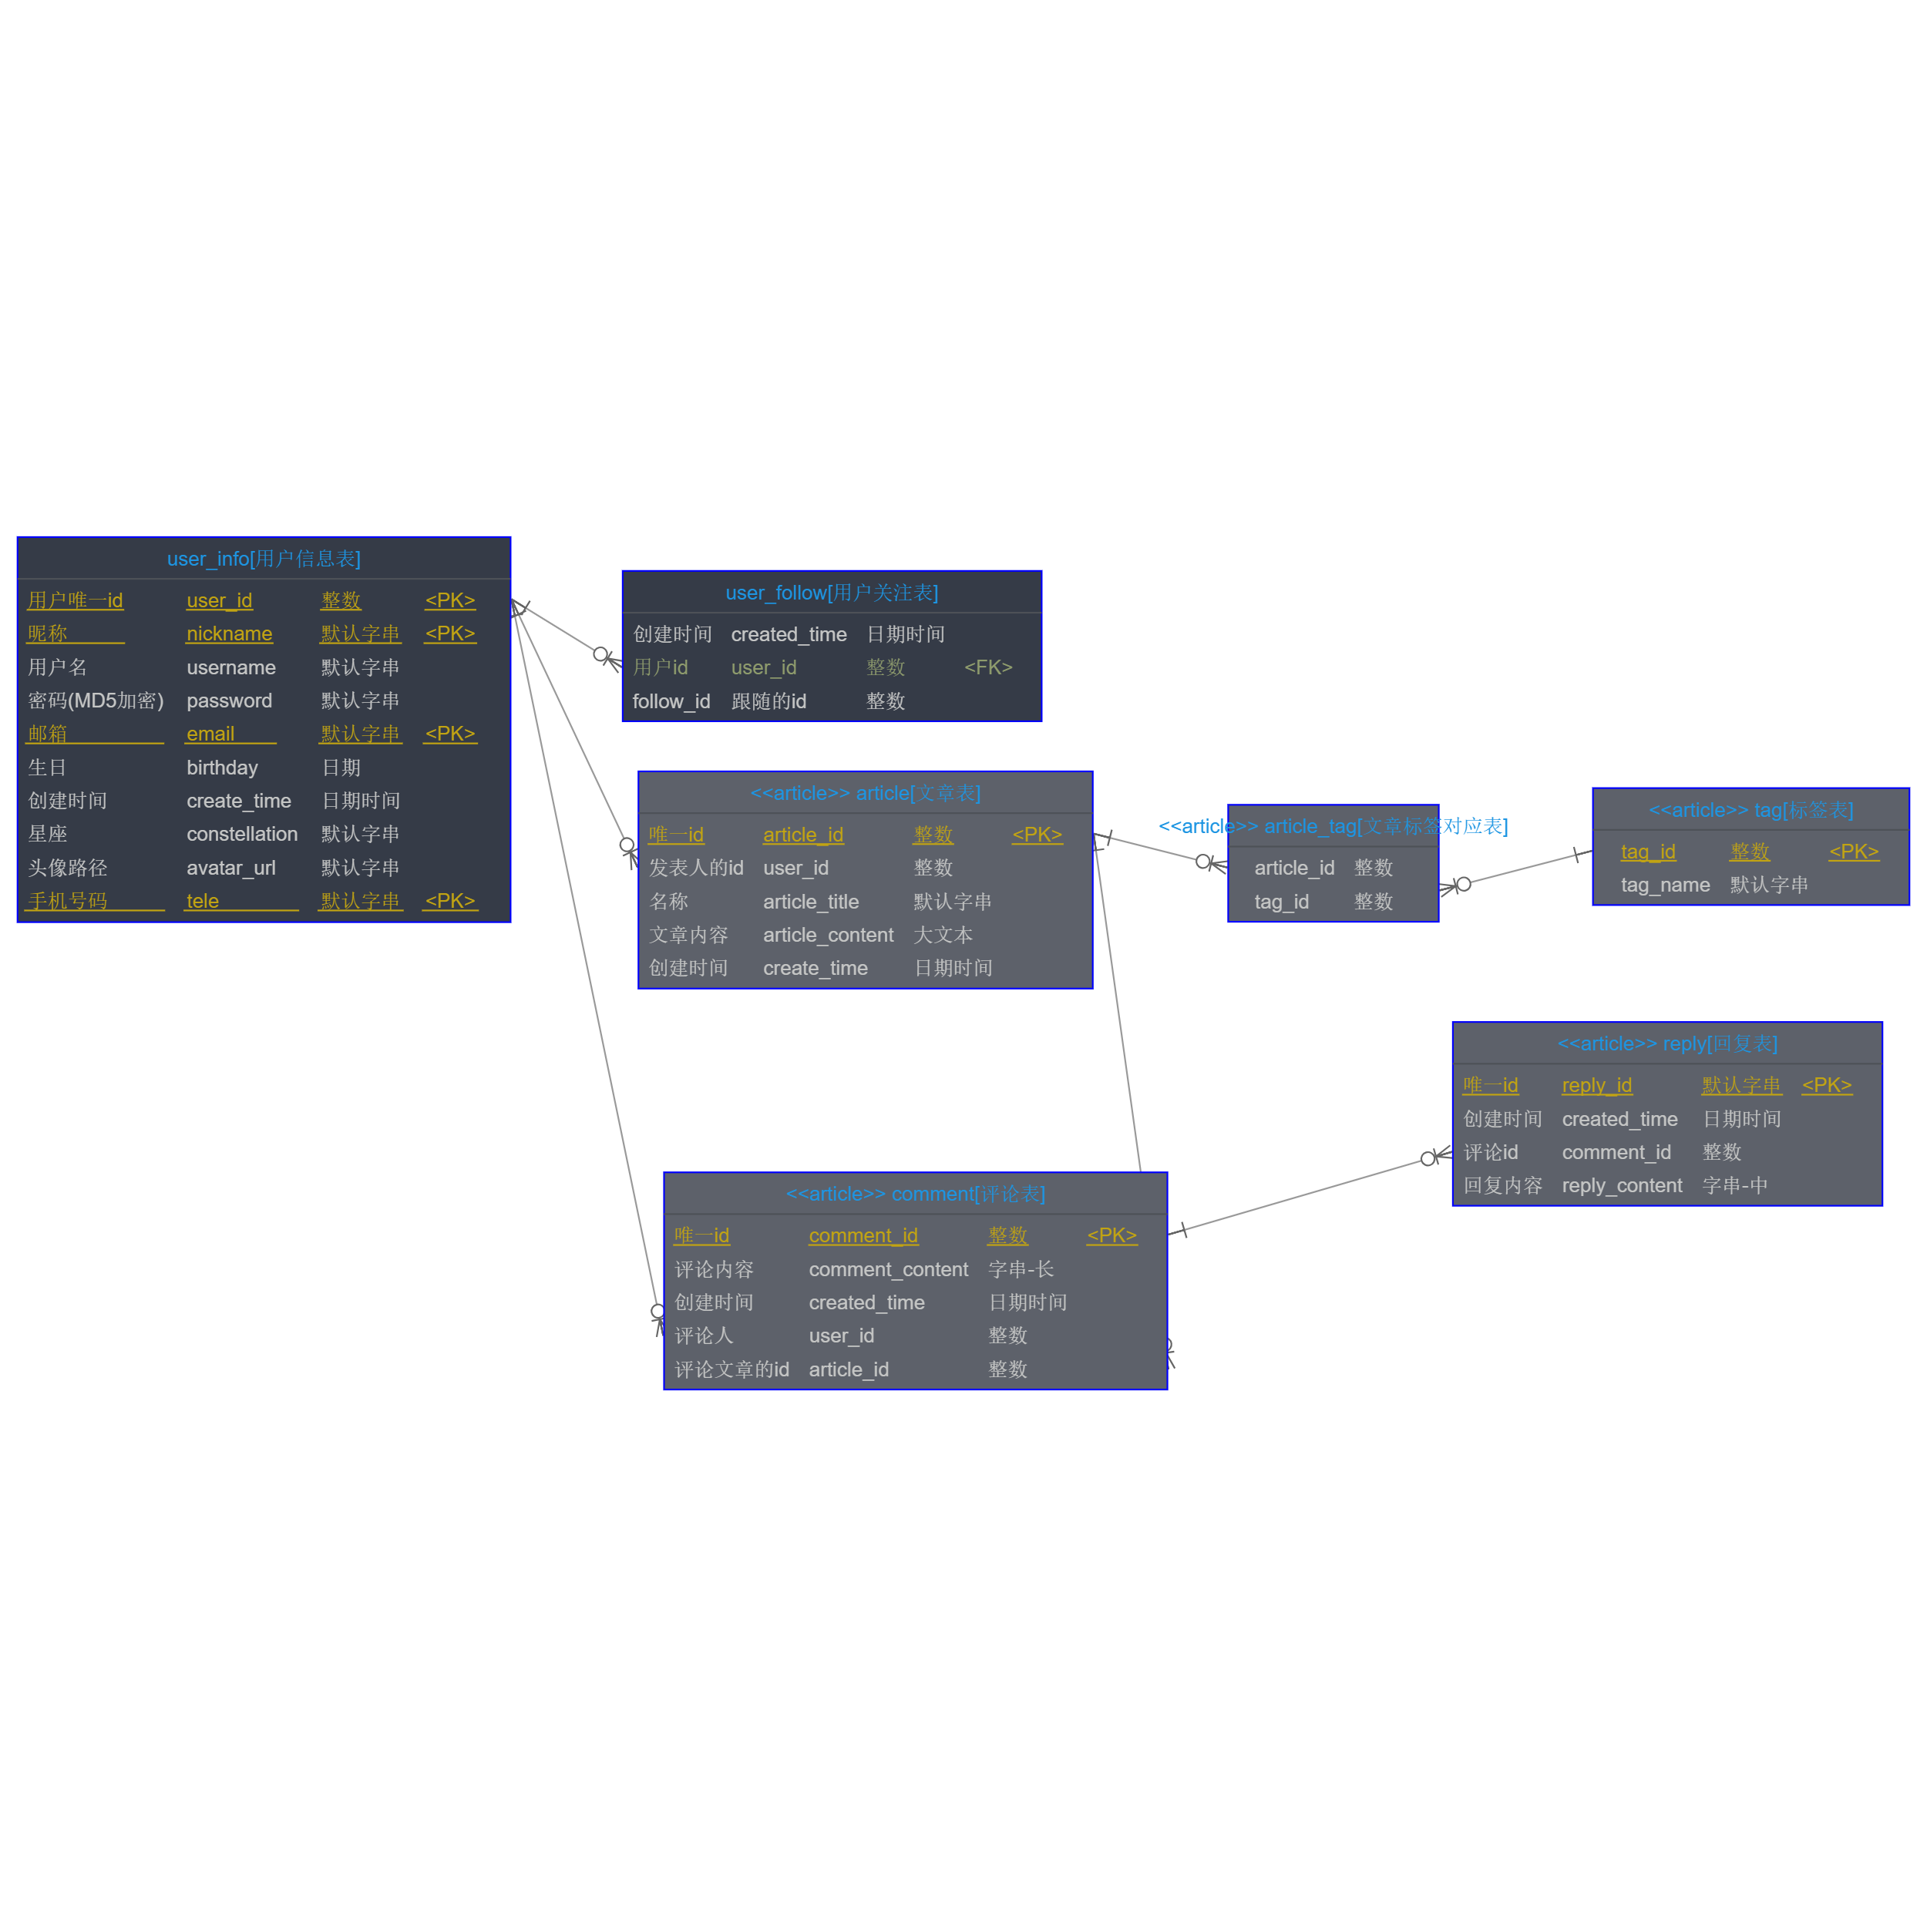 user_info[用户信息表]
用户唯一id user_id 整数 <PK>
昵称 nickname 默认字串 <PK>
用户名 username 默认字串
密码(MD5加密) password 默认字串
邮箱 email 默认字串 <PK>
生日 birthday 日期
创建时间 create_time 日期时间
星座 constellation 默认字串
头像路径 avatar_url 默认字串
手机号码 tele 默认字串 <PK>
user_follow[用户关注表]
创建时间 created_time 日期时间
用户id user_id 整数 <FK>
follow_id 跟随的id 整数
<<article>> article[文章表]
唯一id article_id 整数 <PK>
发表人的id user_id 整数
名称 article_title 默认字串
文章内容 article_content 大文本
创建时间 create_time 日期时间
<<article>> article_tag[文章标签对应表]
article_id 整数
tag_id 整数
<<article>> tag[标签表]
tag_id 整数 <PK>
tag_name 默认字串
<<article>> reply[回复表]
唯一id reply_id 默认字串 <PK>
创建时间 created_time 日期时间
评论id comment_id 整数
回复内容 reply_content 字串-中
<<article>> comment[评论表]
唯一id comment_id 整数 <PK>
评论内容 comment_content 字串-长
创建时间 created_time 日期时间
评论人 user_id 整数
评论文章的id article_id 整数